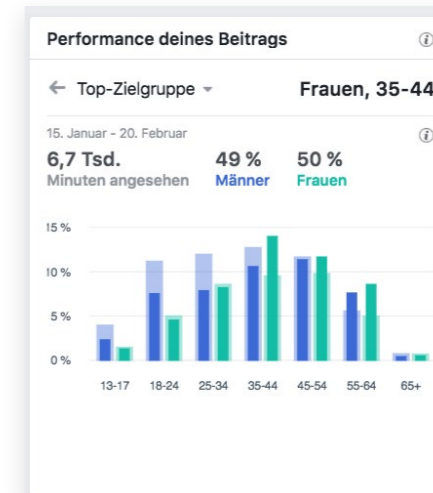 Performance deines Beitrags
← Top-Zielgruppe Frauen, 35-44
15. Januar - 20. Februar
6,7 Tsd. 49 % 50 %
Minuten angesehen Männer Frauen
15 %
10 %
5 %
0 %
13-17 18-24 25-34 35-44 45-54 55-64 65+